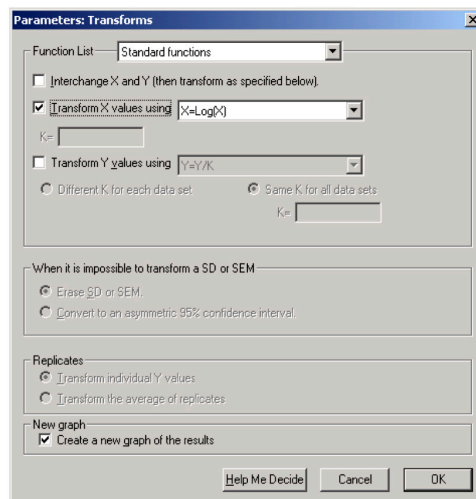 Parameters: Transforms
Function List
Standard functions
Interchange X and Y (then transform as specified below).
Transform X values using
X=Log(X)
K=
Transform Y values using
Y=Y/K
Different K for each data set
Same K for all data sets
K=
When it is impossible to transform a SD or SEM
Erase SD or SEM.
Convert to an asymmetric 95% confidence interval.
Replicates
Transform individual Y values
Transform the average of replicates
New graph
Create a new graph of the results
Help Me Decide
Cancel
OK